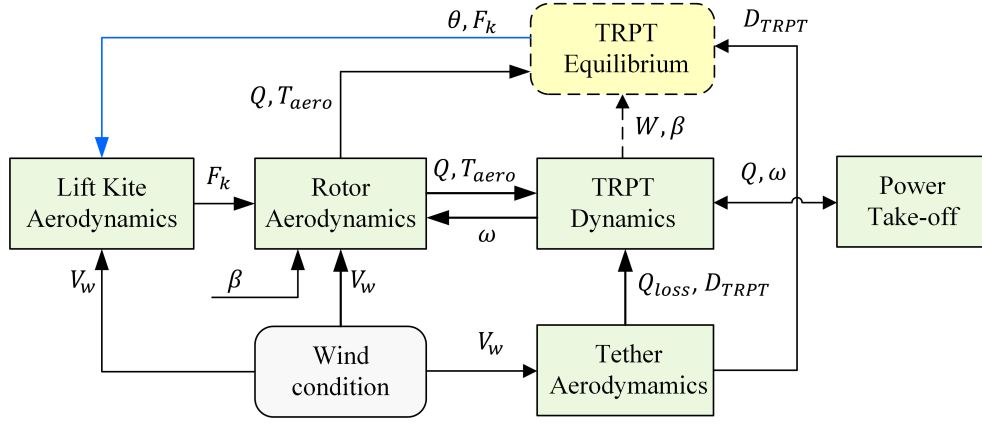 θ, F_k
D_TRPT
TRPT
Equilibrium
Q, T_aero
W, β
Lift Kite
Aerodynamics
F_k
Rotor
Aerodynamics
Q, T_aero
ω
TRPT
Dynamics
Q, ω
Power
Take-off
V_w
β
V_w
Q_loss, D_TRPT
Wind
condition
V_w
Tether
Aerodymamics